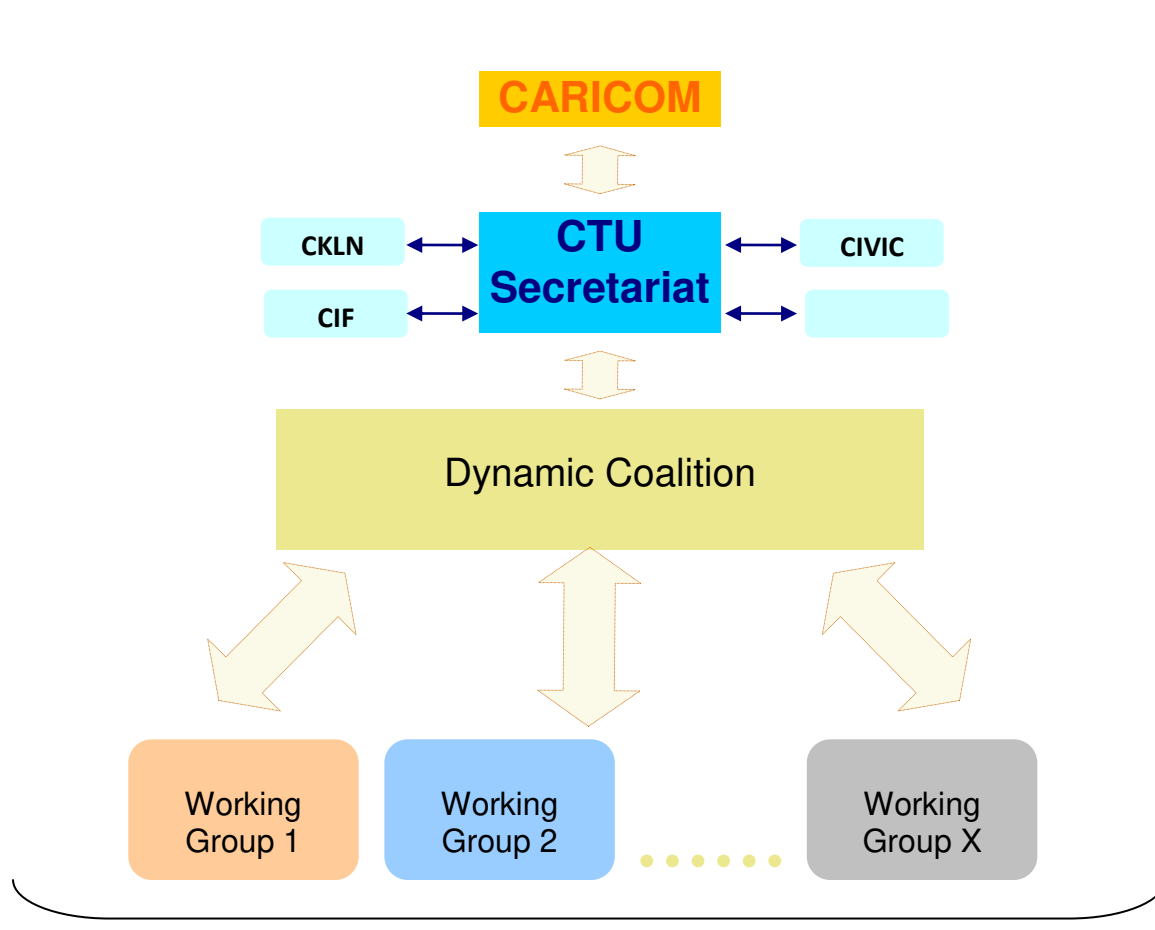 CARICOM
CKLN
CTU
Secretariat
CIVIC
CIF
Dynamic Coalition
Working
Group 1
Working
Group 2
Working
Group X